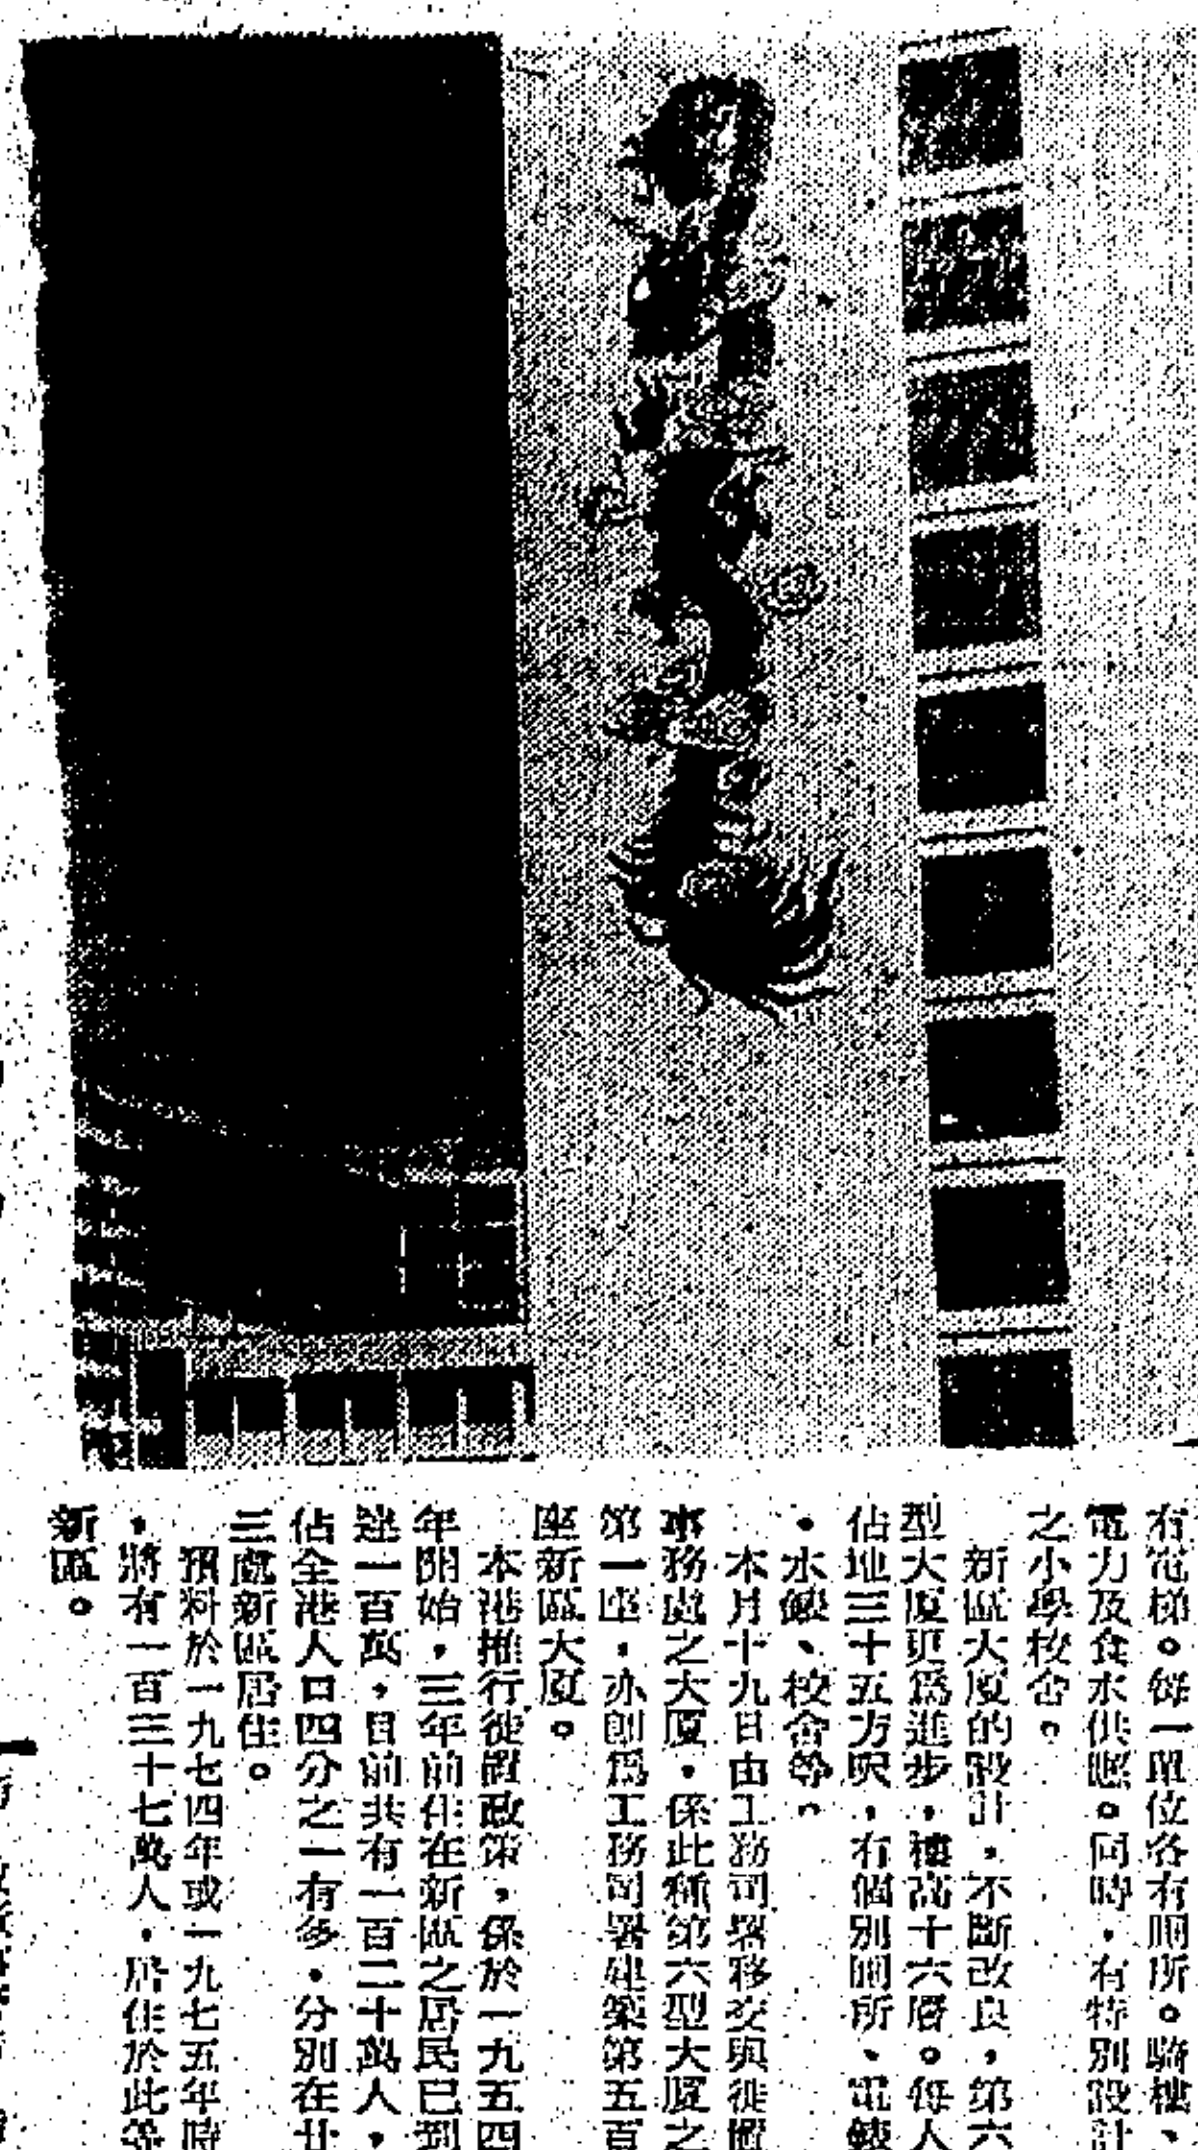 有電梯。每一單位各有厠所。騎樓、
電力及食水供應。同時，有特別設計
之小學校舍。
新區大廈的設計，不斷改良，第六
型大廈更爲進步，樓高十六層。每人
佔地三十五方呎，有個別厠所、電錶
，水錶、校舍等。
本月十九日由工務司署移交與徙置
事務處之大厦，係此種第六型大厦之
第一座，亦創爲工務司署建築第五百
座新區大厦。
本港推行徙置政策，係於一九五四
年開始，三年前住在新區之居民已到
達一百萬，目前共有一百二十萬人，
佔全港人口四分之一有多，分別在廿
三處新區居住。
預料於一九七四年或一九七五年時
，將有一百三十七萬人，居住於此等
新區。